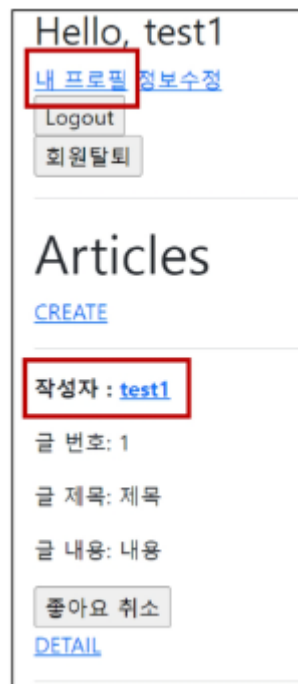 Hello, test1
내 프로필 정보수정
Logout
회원탈퇴
Articles
CREATE
작성자 : test1
글 번호: 1
글 제목: 제목
글 내용: 내용
좋아요 취소
DETAIL